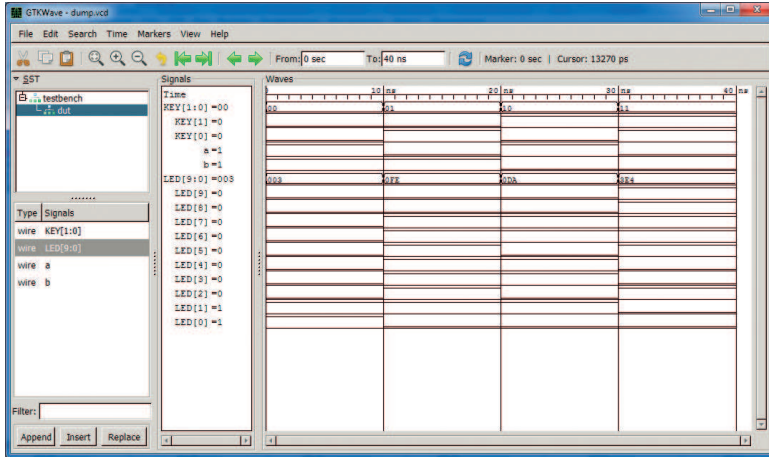 GTKWave - dump.vcd
File Edit Search Time Markers View Help
From: 0 sec To: 40 ns Marker: 0 sec | Cursor: 13270 ps
SST
testbench
dut
Type Signals
wire KEY[1:0]
wire LED[9:0]
wire a
wire b
Filter:
Append Insert Replace
Signals
Time
KEY[1:0] =00
KEY[1] =0
KEY[0] =0
a =1
b =1
LED[9:0] =003
LED[9] =0
LED[8] =0
LED[7] =0
LED[6] =0
LED[5] =0
LED[4] =0
LED[3] =0
LED[2] =0
LED[1] =1
LED[0] =1
Waves
10 ns 20 ns 30 ns 40 ns
00 01 10 11
003 0FE 0DA 3E4